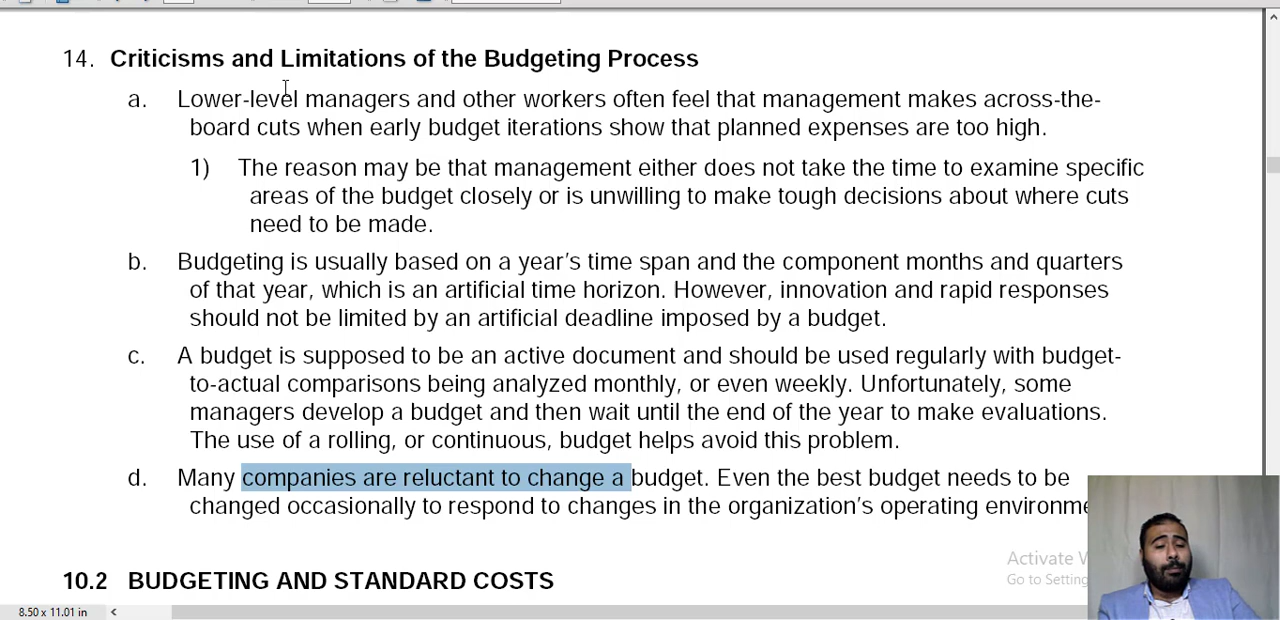 14. Criticisms and Limitations of the Budgeting Process
a. Lower-level managers and other workers often feel that management makes across-the-
board cuts when early budget iterations show that planned expenses are too high.
1) The reason may be that management either does not take the time to examine specific
areas of the budget closely or is unwilling to make tough decisions about where cuts
need to be made.
b. Budgeting is usually based on a year's time span and the component months and quarters
of that year, which is an artificial time horizon. However, innovation and rapid responses
should not be limited by an artificial deadline imposed by a budget.
c. A budget is supposed to be an active document and should be used regularly with budget-
to-actual comparisons being analyzed monthly, or even weekly. Unfortunately, some
managers develop a budget and then wait until the end of the year to make evaluations.
The use of a rolling, or continuous, budget helps avoid this problem.
d. Many companies are reluctant to change a budget. Even the best budget needs to be
changed occasionally to respond to changes in the organization's operating
Activate
Go to
10.2 BUDGETING AND STANDARD COSTS
8.50 x 11.01 in